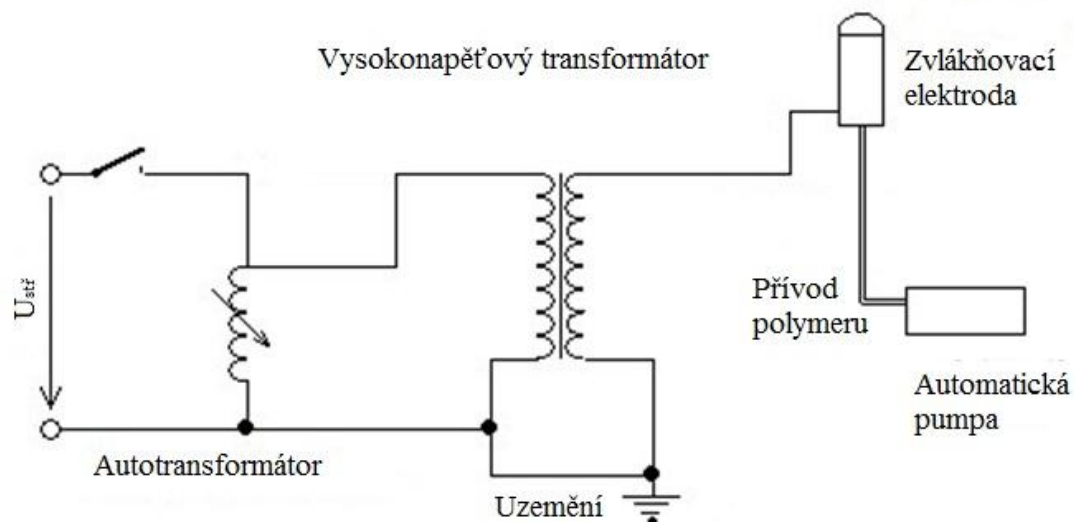 Vysokonapěťový transformátor
Zvlákňovací
elektroda
Ustř
Přívod
polymeru
Automatická
pumpa
Autotransformátor
Uzemění